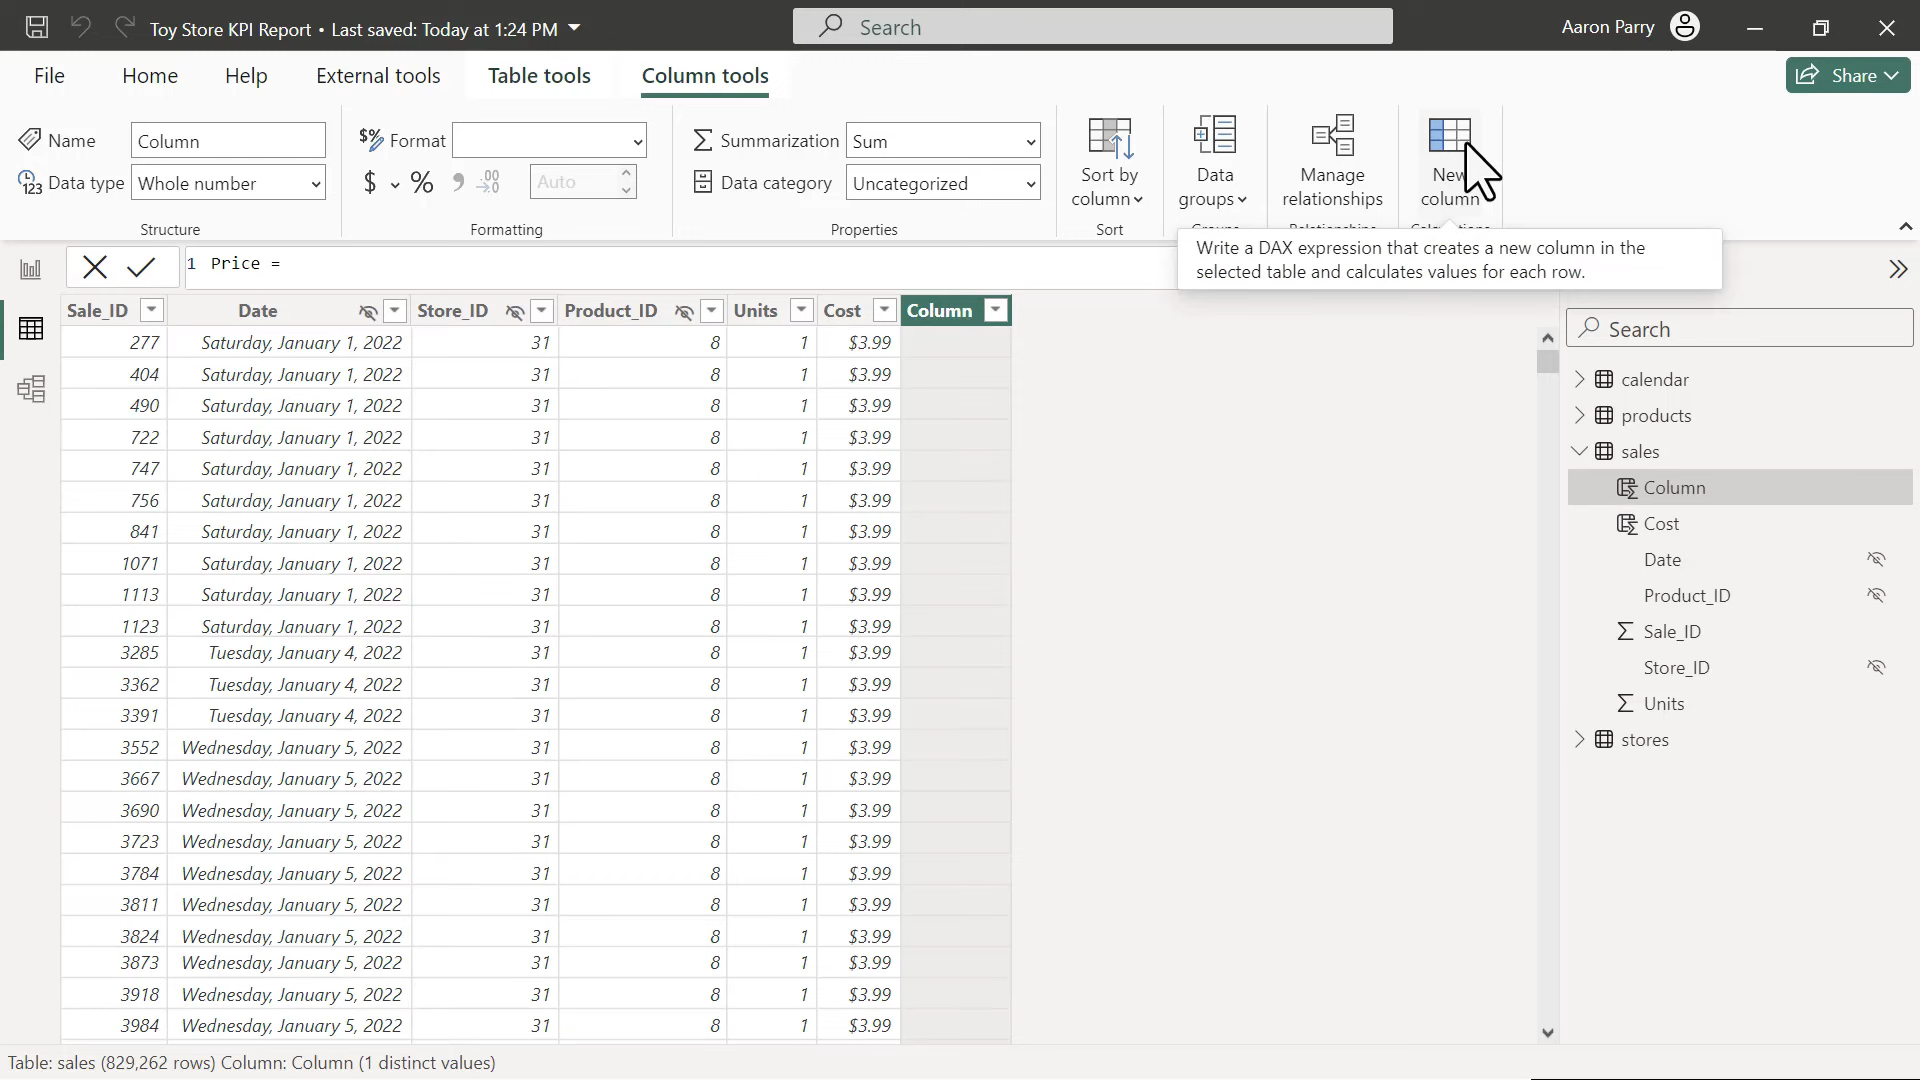 Toy Store KPI Report • Last saved: Today at 1:24 PM
Search
Aaron Parry
File Home Help External tools Table tools Column tools
Share
Name Column
Data type Whole number
Structure
Format
$ % Auto
Formatting
Summarization Sum
Data category Uncategorized
Properties
Sort by
column
Sort
Data
groups
Manage
relationships
New
column
Write a DAX expression that creates a new column in the
selected table and calculates values for each row.
1 Price =
Sale_ID Date Store_ID Product_ID Units Cost Column
277 Saturday, January 1, 2022 31 8 1 $3.99
404 Saturday, January 1, 2022 31 8 1 $3.99
490 Saturday, January 1, 2022 31 8 1 $3.99
722 Saturday, January 1, 2022 31 8 1 $3.99
747 Saturday, January 1, 2022 31 8 1 $3.99
756 Saturday, January 1, 2022 31 8 1 $3.99
841 Saturday, January 1, 2022 31 8 1 $3.99
1071 Saturday, January 1, 2022 31 8 1 $3.99
1113 Saturday, January 1, 2022 31 8 1 $3.99
1123 Saturday, January 1, 2022 31 8 1 $3.99
3285 Tuesday, January 4, 2022 31 8 1 $3.99
3362 Tuesday, January 4, 2022 31 8 1 $3.99
3391 Tuesday, January 4, 2022 31 8 1 $3.99
3552 Wednesday, January 5, 2022 31 8 1 $3.99
3667 Wednesday, January 5, 2022 31 8 1 $3.99
3690 Wednesday, January 5, 2022 31 8 1 $3.99
3723 Wednesday, January 5, 2022 31 8 1 $3.99
3784 Wednesday, January 5, 2022 31 8 1 $3.99
3811 Wednesday, January 5, 2022 31 8 1 $3.99
3824 Wednesday, January 5, 2022 31 8 1 $3.99
3873 Wednesday, January 5, 2022 31 8 1 $3.99
3918 Wednesday, January 5, 2022 31 8 1 $3.99
3984 Wednesday, January 5, 2022 31 8 1 $3.99
Search
calendar
products
sales
Column
Cost
Date
Product_ID
Sale_ID
Store_ID
Units
stores
Table: sales (829,262 rows) Column: Column (1 distinct values)